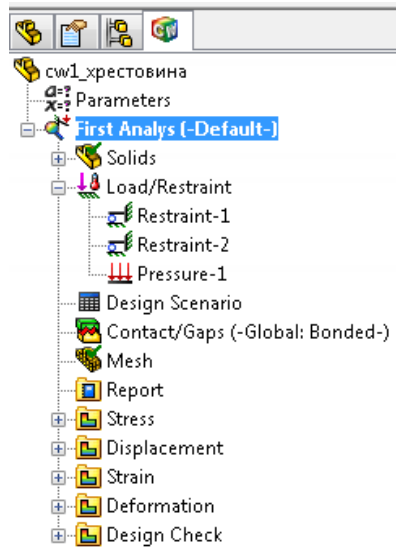 cw1_хрестовина
Parameters
First Analys (-Default-)
Solids
Load/Restraint
Restraint-1
Restraint-2
Pressure-1
Design Scenario
Contact/Gaps (-Global: Bonded-)
Mesh
Report
Stress
Displacement
Strain
Deformation
Design Check